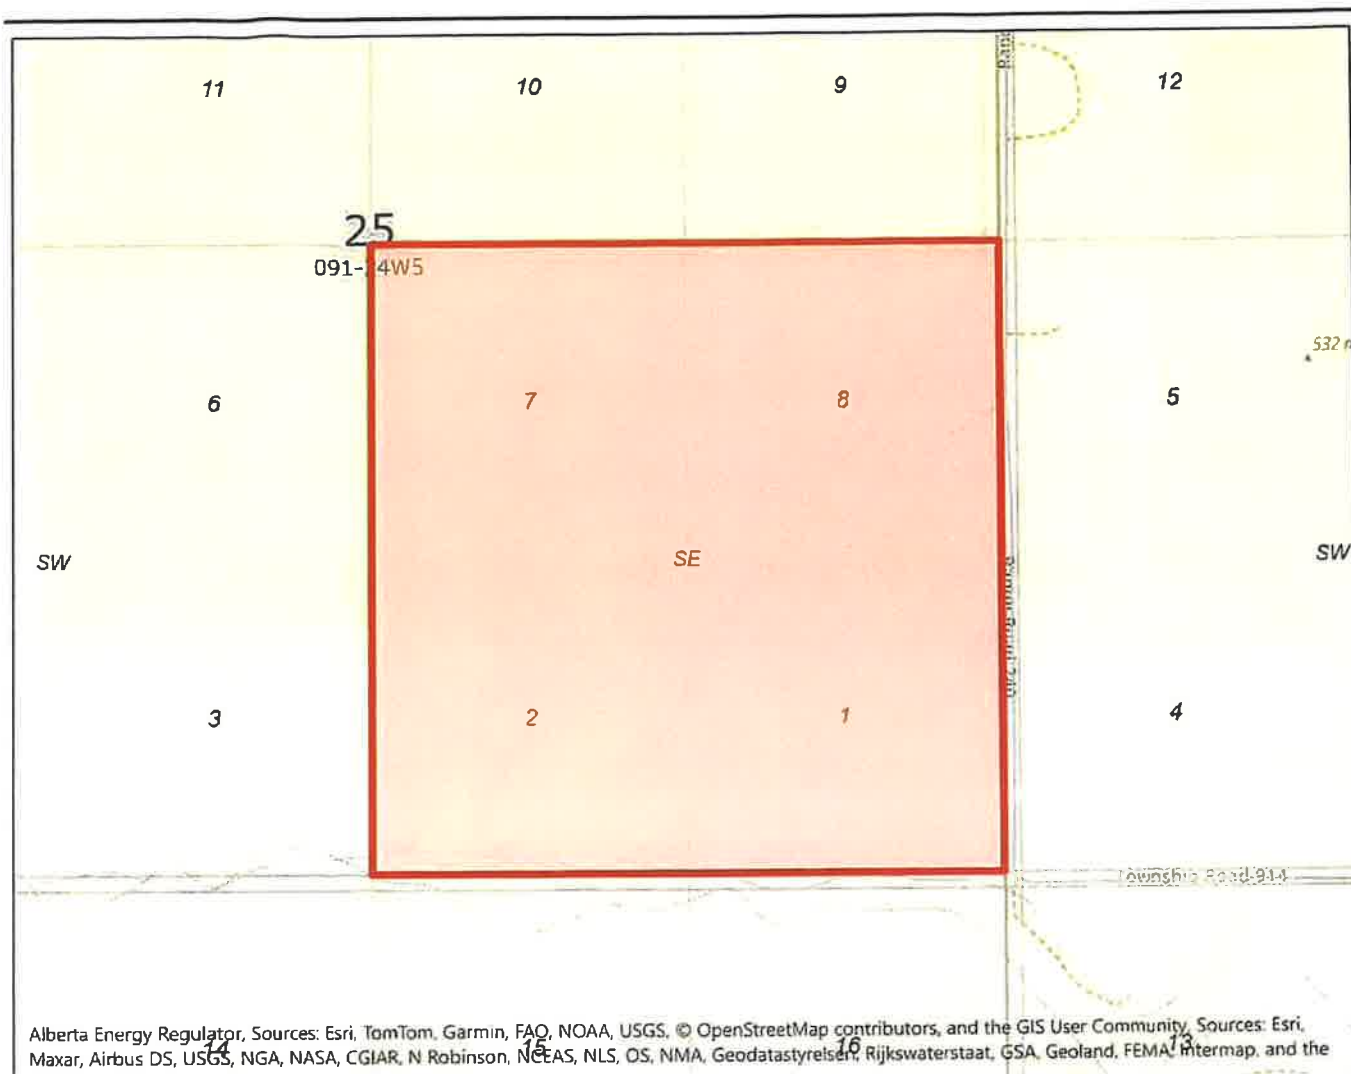 11 10 9 12
25
091-24W5
532 m
6 7 8 5
SW SE SW
Range Road 240
3 2 1 4
Township Road 914
Alberta Energy Regulator, Sources: Esri, TomTom, Garmin, FAO, NOAA, USGS, © OpenStreetMap contributors, and the GIS User Community, Sources: Esri,
14 15 16 13
Maxar, Airbus DS, USGS, NGA, NASA, CGIAR, N Robinson, NCEAS, NLS, OS, NMA, Geodatastyrelsen, Rijkswaterstaat, GSA, Geoland, FEMA, Intermap, and the